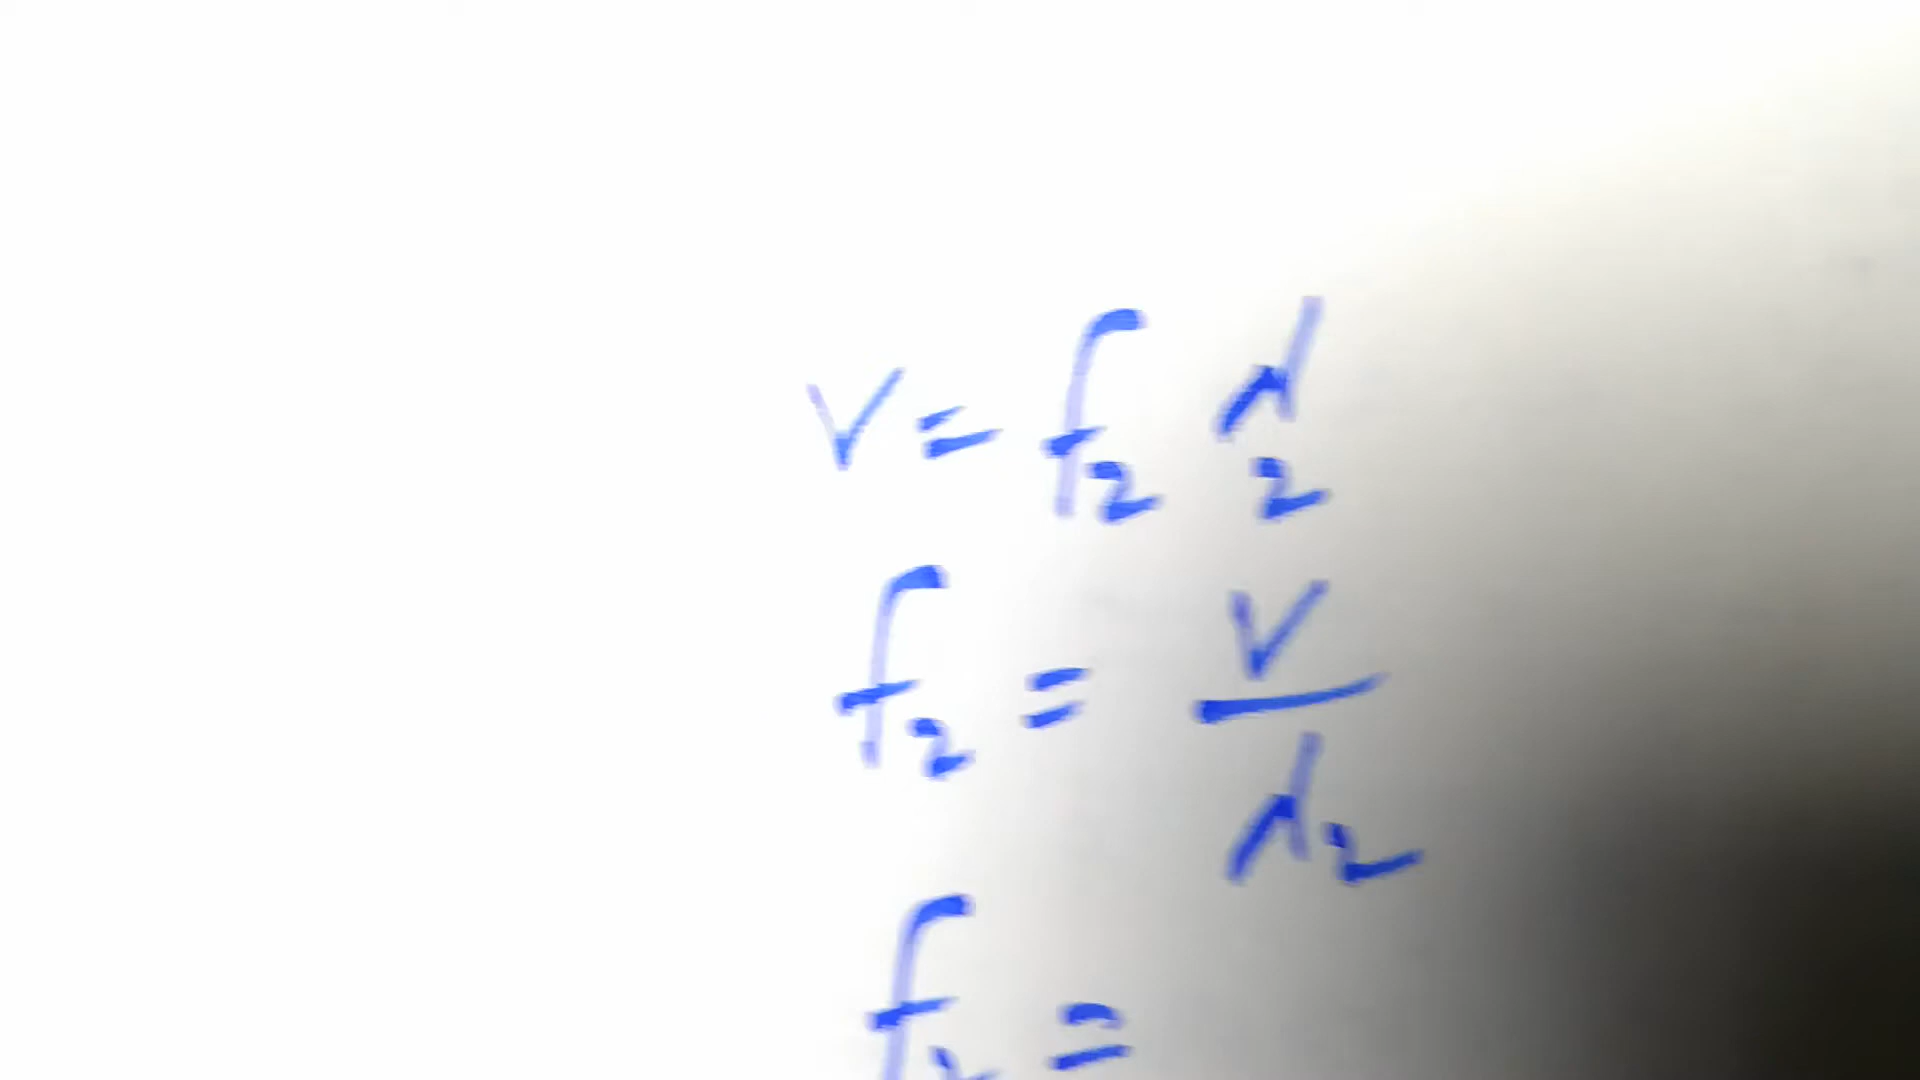 v = f₂ λ₂
f₂ = v / λ₂
f₂ =